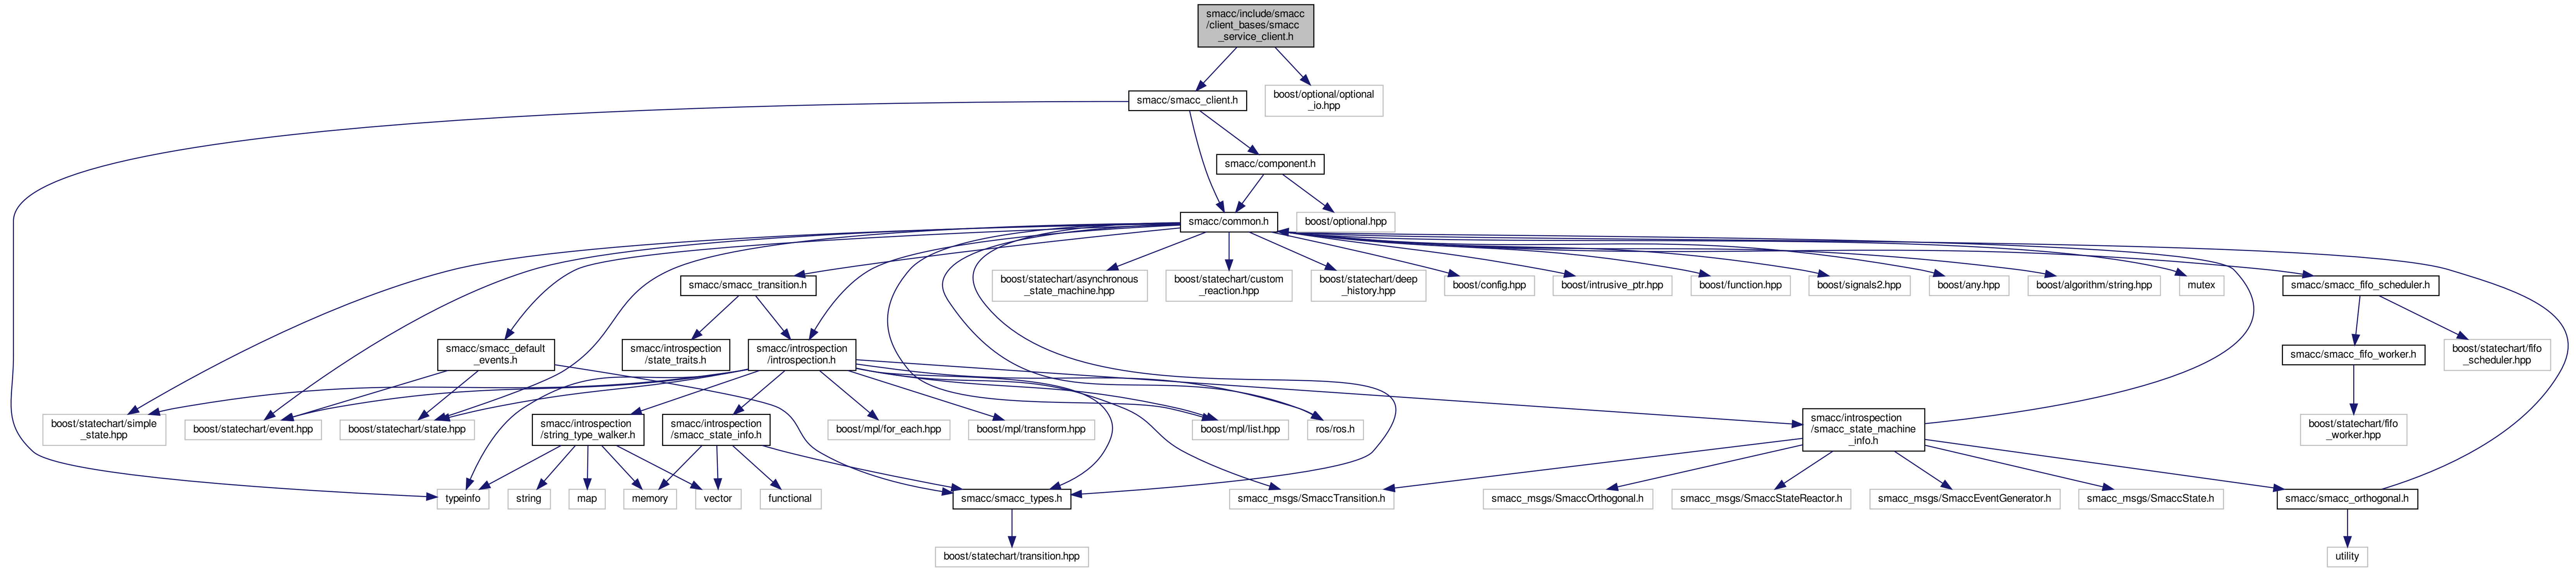 smacc/include/smacc
/client_bases/smacc
_service_client.h
smacc/smacc_client.h
boost/optional/optional
_io.hpp
smacc/component.h
smacc/common.h
boost/optional.hpp
smacc/smacc_transition.h
boost/statechart/asynchronous
_state_machine.hpp
boost/statechart/custom
_reaction.hpp
boost/statechart/deep
_history.hpp
boost/config.hpp
boost/intrusive_ptr.hpp
boost/function.hpp
boost/signals2.hpp
boost/any.hpp
boost/algorithm/string.hpp
mutex
smacc/smacc_fifo_scheduler.h
smacc/smacc_default
_events.h
smacc/introspection
/state_traits.h
smacc/introspection
/introspection.h
smacc/smacc_fifo_worker.h
boost/statechart/fifo
_scheduler.hpp
boost/statechart/simple
_state.hpp
boost/statechart/event.hpp
boost/statechart/state.hpp
smacc/introspection
/string_type_walker.h
smacc/introspection
/smacc_state_info.h
boost/mpl/for_each.hpp
boost/mpl/transform.hpp
boost/mpl/list.hpp
ros/ros.h
smacc/introspection
/smacc_state_machine
_info.h
boost/statechart/fifo
_worker.hpp
typeinfo
string
map
memory
vector
functional
smacc/smacc_types.h
smacc_msgs/SmaccTransition.h
smacc_msgs/SmaccOrthogonal.h
smacc_msgs/SmaccStateReactor.h
smacc_msgs/SmaccEventGenerator.h
smacc_msgs/SmaccState.h
smacc/smacc_orthogonal.h
boost/statechart/transition.hpp
utility